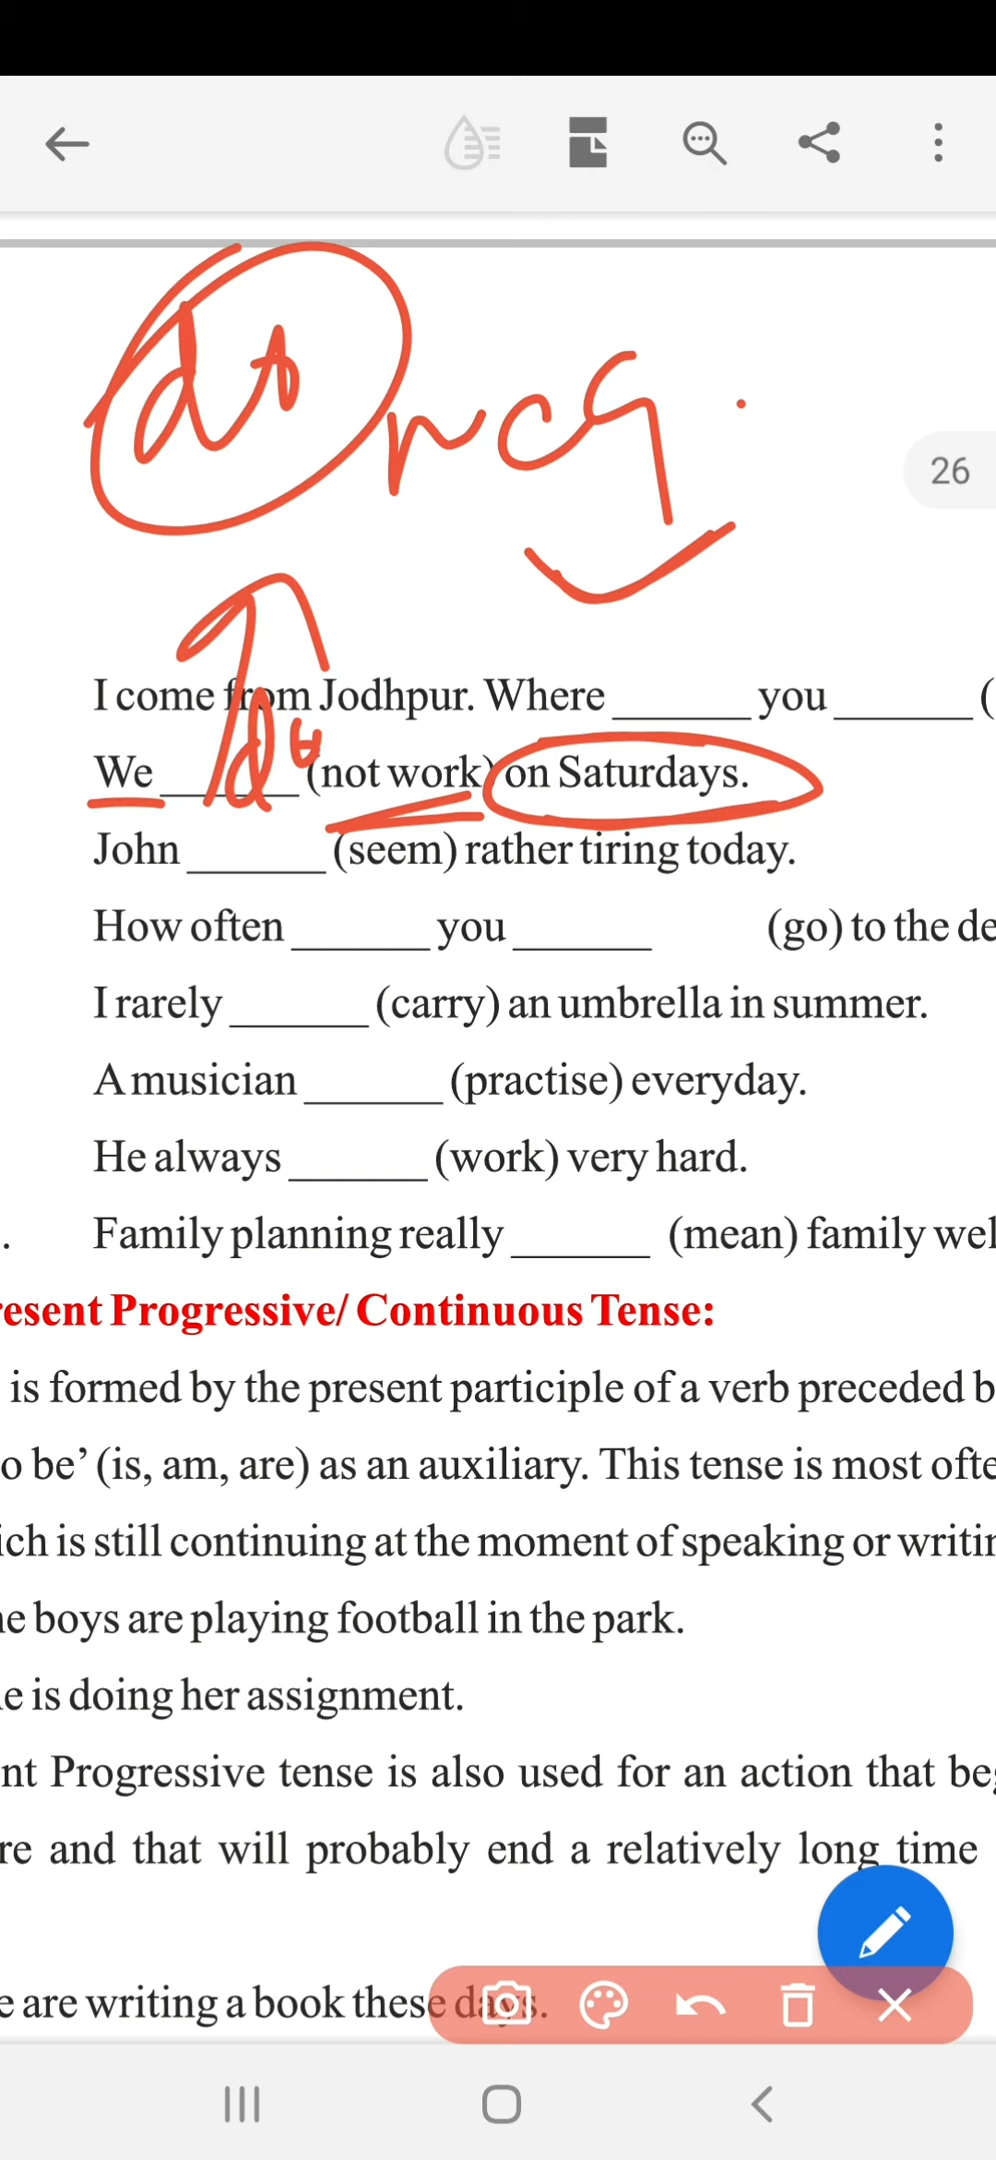 26
I come from Jodhpur. Where ______ you ______ (
We ______ (not work) on Saturdays.
John ______ (seem) rather tiring today.
How often ______ you ______ (go) to the de
I rarely ______ (carry) an umbrella in summer.
A musician ______ (practise) everyday.
He always ______ (work) very hard.
. Family planning really ______ (mean) family wel
resent Progressive/ Continuous Tense:
is formed by the present participle of a verb preceded b
o be’ (is, am, are) as an auxiliary. This tense is most ofte
ich is still continuing at the moment of speaking or writin
he boys are playing football in the park.
e is doing her assignment.
nt Progressive tense is also used for an action that beg
re and that will probably end a relatively long time
e are writing a book these days.